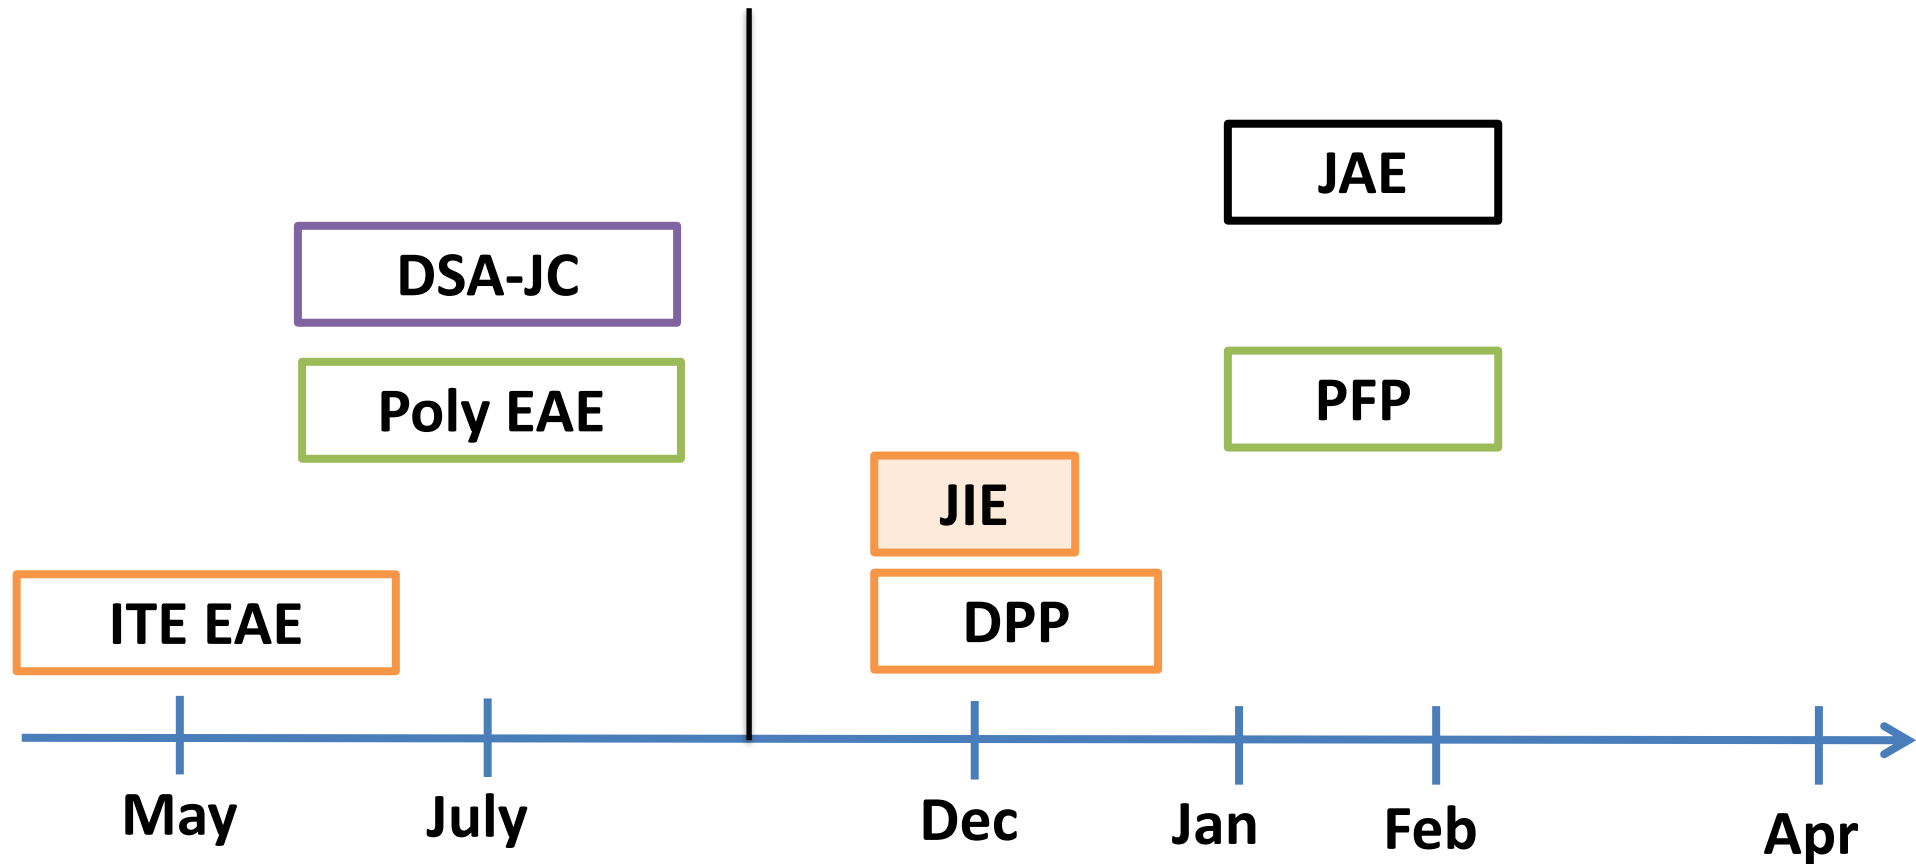 JAE
DSA-JC
Poly EAE
PFP
JIE
ITE EAE
DPP
May
July
Dec
Jan
Feb
Apr